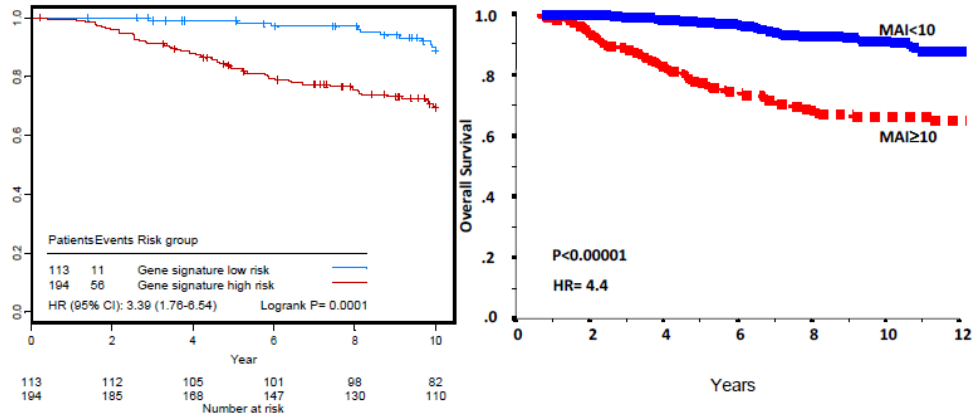 1.0
0.8
0.6
0.4
0.2
0.0
PatientsEvents Risk group
113 11 Gene signature low risk
194 56 Gene signature high risk
HR (95% CI): 3.39 (1.76-6.54) Logrank P= 0.0001
0 2 4 6 8 10
Year
113 112 105 101 98 82
194 185 168 147 130 110
Number at risk
Overall Survival
1.0
.8
.6
.4
.2
.0
MAI<10
MAI≥10
P<0.00001
HR= 4.4
0 2 4 6 8 10 12
Years